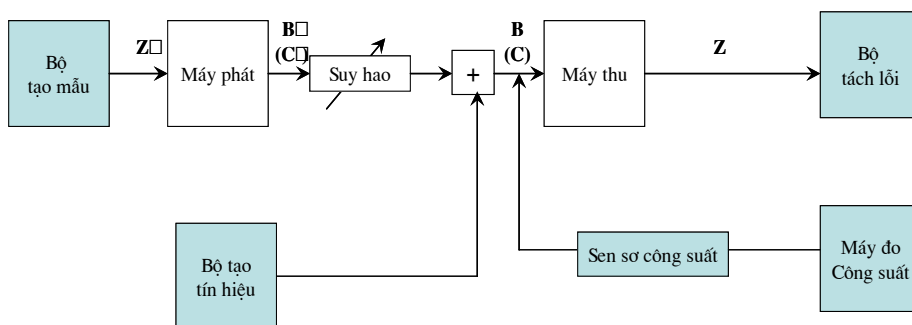 Bộ
tạo mẫu
Z□
Máy phát
B□
(C□)
Suy hao
+
B
(C)
Máy thu
Z
Bộ
tách lỗi
Bộ tạo
tín hiệu
Sen sơ công suất
Máy đo
Công suất